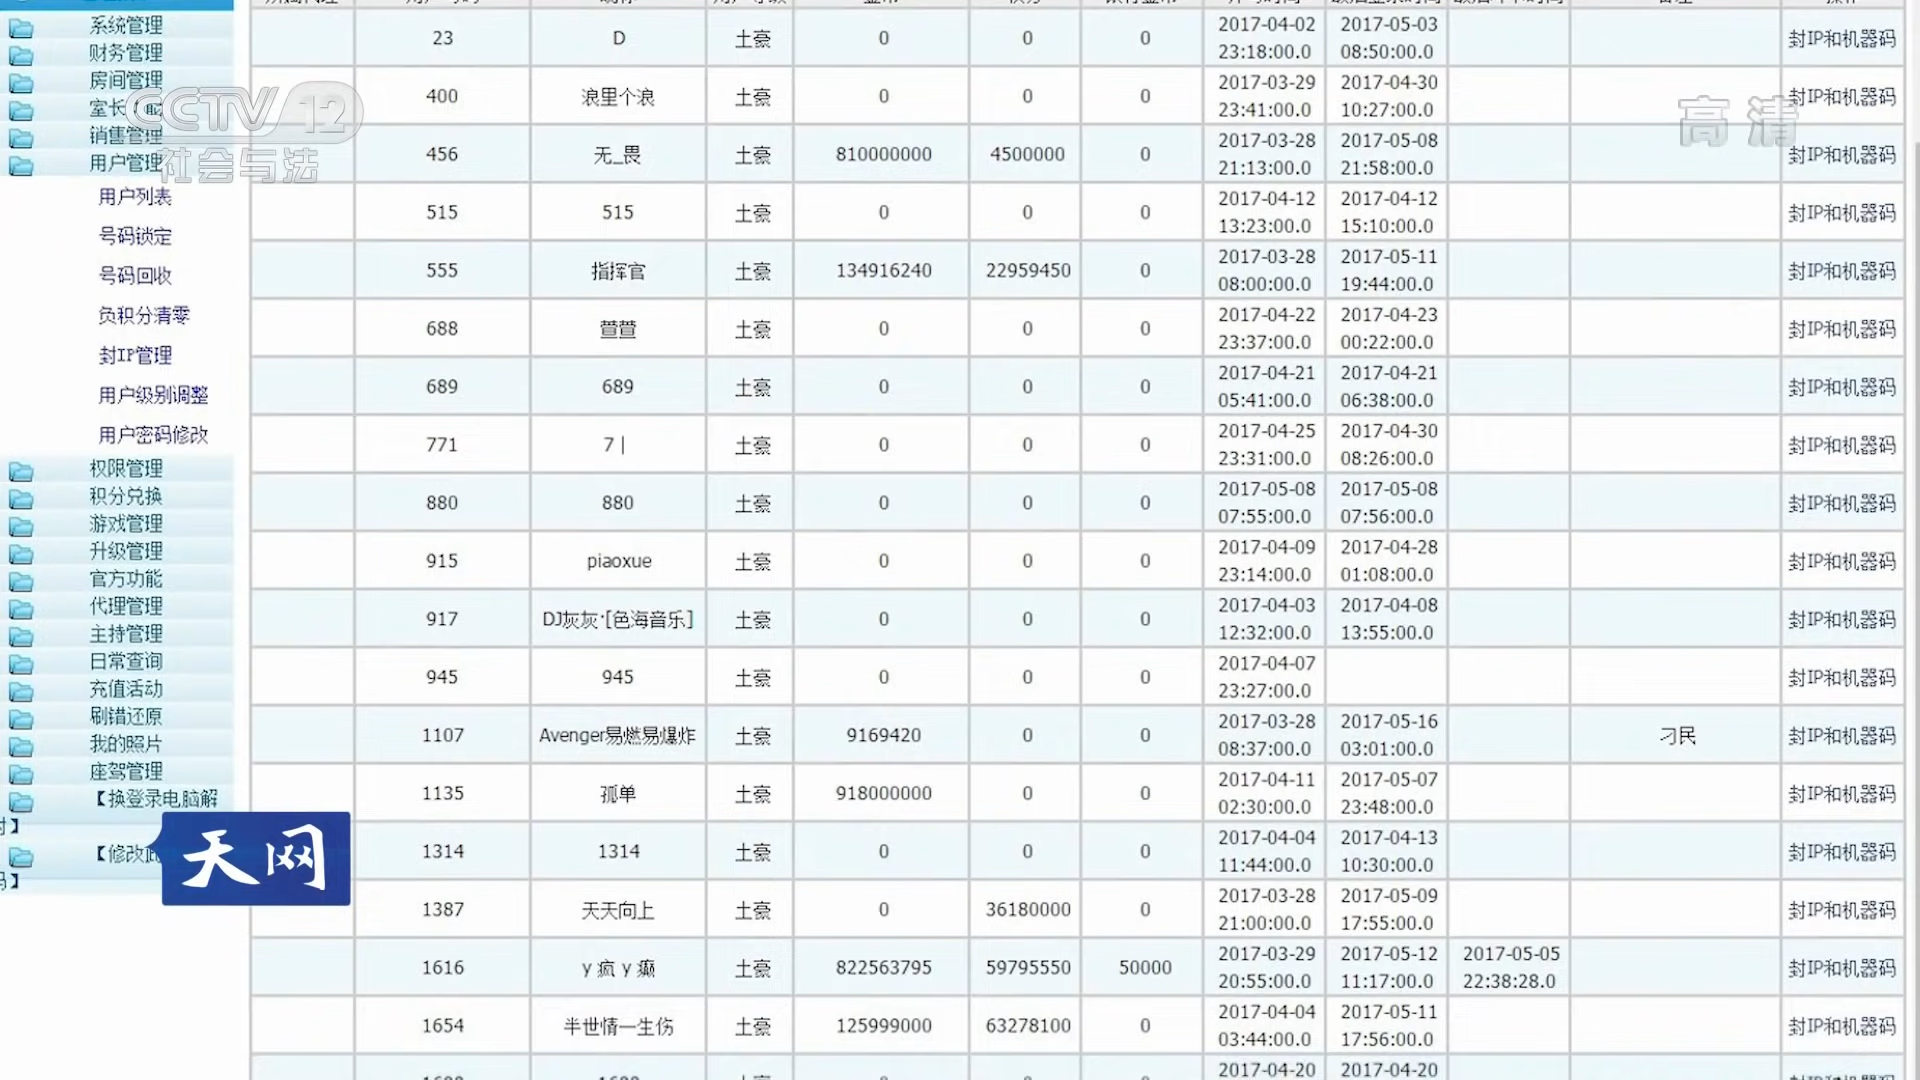 系统管理
财务管理
房间管理
销售管理
用户管理
用户列表
号码锁定
号码回收
负积分清零
封IP管理
用户级别调整
用户密码修改
权限管理
积分兑换
游戏管理
升级管理
官方功能
代理管理
主持管理
日常查询
充值活动
刷错还原
我的照片
座驾管理
【换登录电脑解
【修改
CCTV 12
社会与法
高清
天网
23 D 土豪 0 0 0 2017-04-02 23:18:00.0 2017-05-03 08:50:00.0 封IP和机器码
400 浪里个浪 土豪 0 0 0 2017-03-29 23:41:00.0 2017-04-30 10:27:00.0 封IP和机器码
456 无_畏 土豪 810000000 4500000 0 2017-03-28 21:13:00.0 2017-05-08 21:58:00.0 封IP和机器码
515 515 土豪 0 0 0 2017-04-12 13:23:00.0 2017-04-12 15:10:00.0 封IP和机器码
555 指挥官 土豪 134916240 22959450 0 2017-03-28 08:00:00.0 2017-05-11 19:44:00.0 封IP和机器码
688 土豪 0 0 0 2017-04-22 23:37:00.0 2017-04-23 00:22:00.0 封IP和机器码
689 689 土豪 0 0 0 2017-04-21 05:41:00.0 2017-04-21 06:38:00.0 封IP和机器码
771 7 | 土豪 0 0 0 2017-04-25 23:31:00.0 2017-04-30 08:26:00.0 封IP和机器码
880 880 土豪 0 0 0 2017-05-08 07:55:00.0 2017-05-08 07:56:00.0 封IP和机器码
915 piaoxue 土豪 0 0 0 2017-04-09 23:14:00.0 2017-04-28 01:08:00.0 封IP和机器码
917 DJ灰灰·[色海音乐] 土豪 0 0 0 2017-04-03 12:32:00.0 2017-04-08 13:55:00.0 封IP和机器码
945 945 土豪 0 0 0 2017-04-07 23:27:00.0 封IP和机器码
1107 Avenger易燃易爆炸 土豪 9169420 0 0 2017-03-28 08:37:00.0 2017-05-16 03:01:00.0 刁民 封IP和机器码
1135 孤单 土豪 918000000 0 0 2017-04-11 02:30:00.0 2017-05-07 23:48:00.0 封IP和机器码
1314 1314 土豪 0 0 0 2017-04-04 11:44:00.0 2017-04-13 10:30:00.0 封IP和机器码
1387 天天向上 土豪 0 36180000 0 2017-03-28 21:00:00.0 2017-05-09 17:55:00.0 封IP和机器码
1616 y 疯 y 癫 土豪 822563795 59795550 50000 2017-03-29 20:55:00.0 2017-05-12 11:17:00.0 2017-05-05 22:38:28.0 封IP和机器码
1654 半世情一生伤 土豪 125999000 63278100 0 2017-04-04 03:44:00.0 2017-05-11 17:56:00.0 封IP和机器码
2017-04-20 2017-04-20